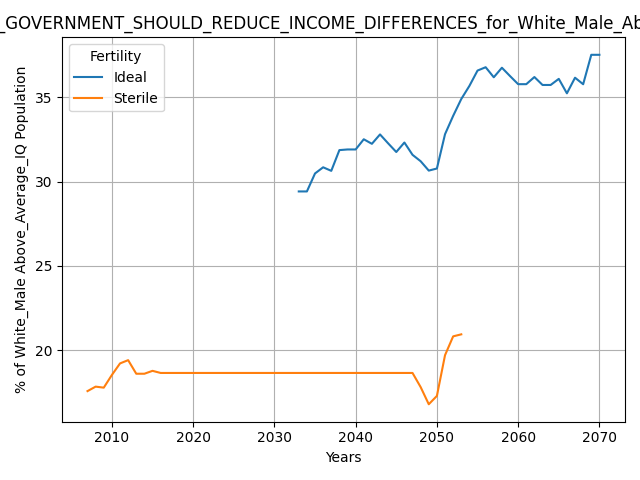 _GOVERNMENT_SHOULD_REDUCE_INCOME_DIFFERENCES_for_White_Male_Ab
Fertility
Ideal
Sterile
% of White_Male Above_Average_IQ Population
35
30
25
20
2010 2020 2030 2040 2050 2060 2070
Years